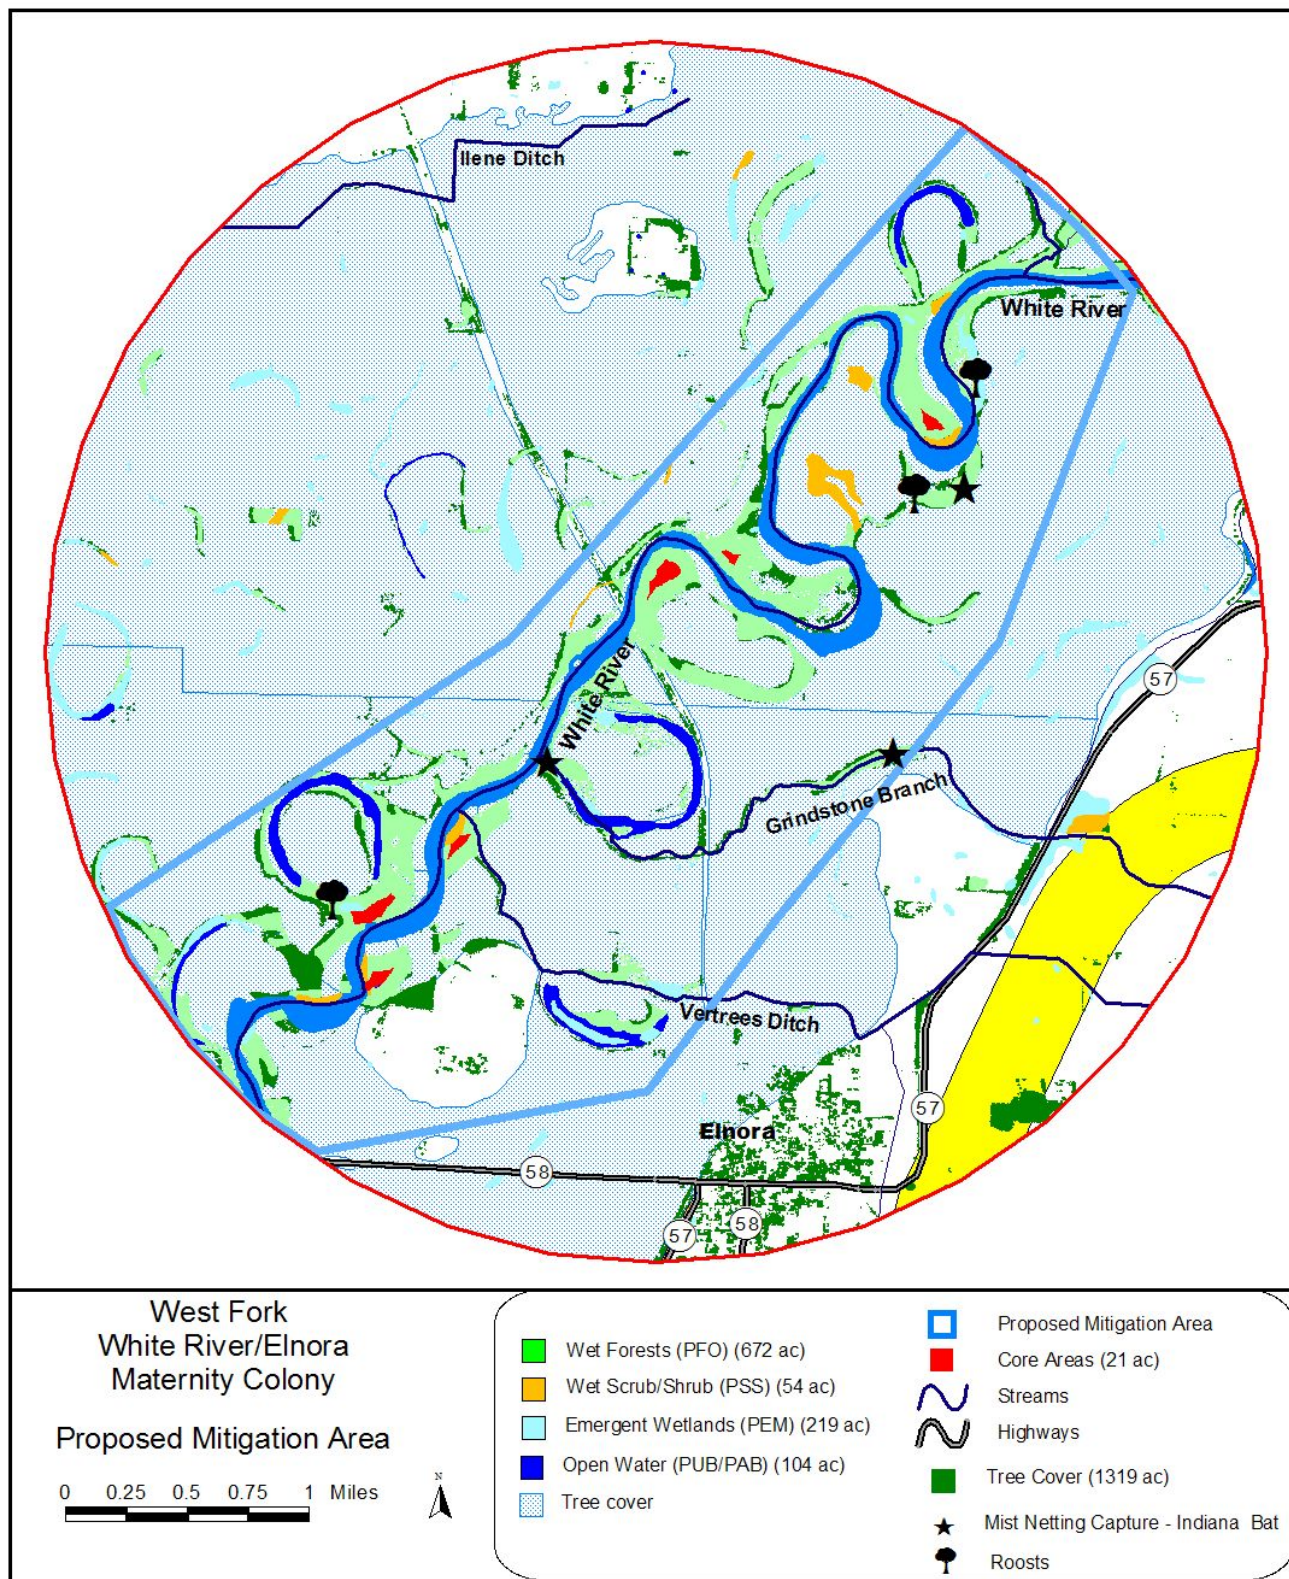 Ilene Ditch
White River
57
White River
Grindstone Branch
Vertrees Ditch
57
Elnora
58
57
58
West Fork
White River/Elnora
Maternity Colony
Proposed Mitigation Area
0 0.25 0.5 0.75 1 Miles
N
Wet Forests (PFO) (672 ac)
Wet Scrub/Shrub (PSS) (54 ac)
Emergent Wetlands (PEM) (219 ac)
Open Water (PUB/PAB) (104 ac)
Tree cover
Proposed Mitigation Area
Core Areas (21 ac)
Streams
Highways
Tree Cover (1319 ac)
Mist Netting Capture - Indiana Bat
Roosts